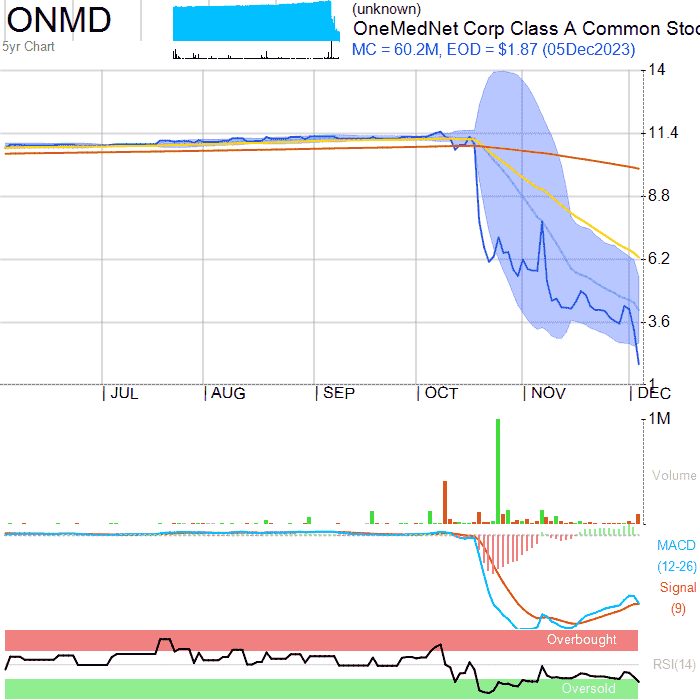 ONMD
5yr Chart
(unknown)
OneMedNet Corp Class A Common Stoc
MC = 60.2M, EOD = $1.87 (05Dec2023)
14
11.4
8.8
6.2
3.6
1
JUL AUG SEP OCT NOV DEC
1M
Volume
MACD
(12-26)
Signal
(9)
Overbought
RSI(14)
Oversold